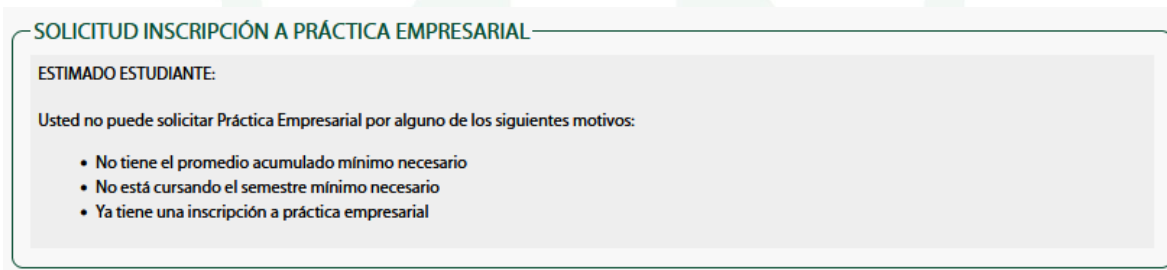 SOLICITUD INSCRIPCIÓN A PRÁCTICA EMPRESARIAL
ESTIMADO ESTUDIANTE:
Usted no puede solicitar Práctica Empresarial por alguno de los siguientes motivos:
• No tiene el promedio acumulado mínimo necesario
• No está cursando el semestre mínimo necesario
• Ya tiene una inscripción a práctica empresarial